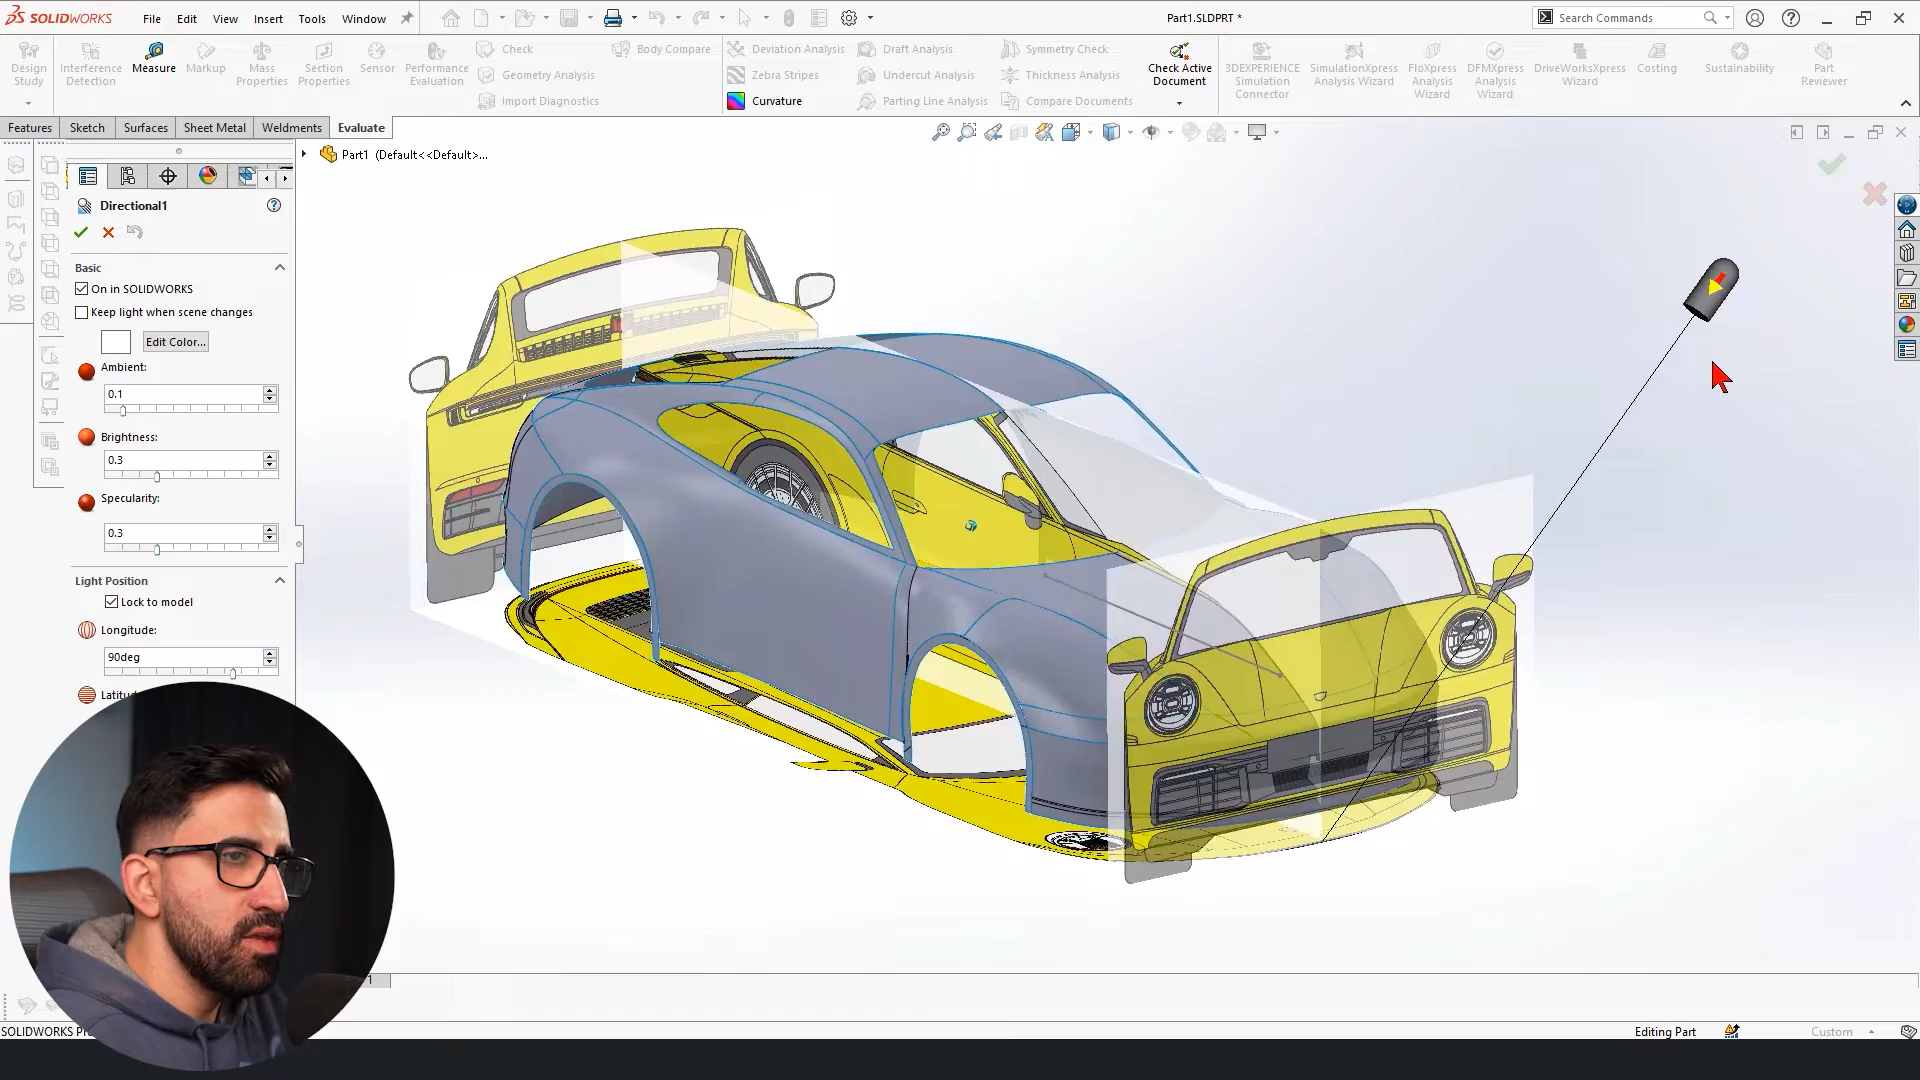 SOLIDWORKS File Edit View Insert Tools Window
Part1.SLDPRT *
Search Commands
Design Study
Interference Detection
Measure
Markup
Mass Properties
Section Properties
Sensor
Performance Evaluation
Check
Geometry Analysis
Import Diagnostics
Body Compare
Deviation Analysis
Zebra Stripes
Curvature
Draft Analysis
Undercut Analysis
Parting Line Analysis
Symmetry Check
Thickness Analysis
Compare Documents
Check Active Document
3DEXPERIENCE Simulation Connector
SimulationXpress Analysis Wizard
FloXpress Analysis Wizard
DFMXpress Analysis Wizard
DriveWorksXpress Wizard
Costing
Sustainability
Part Reviewer
Features Sketch Surfaces Sheet Metal Weldments Evaluate
Part1 (Default<<Default>...
Directional1
Basic
On in SOLIDWORKS
Keep light when scene changes
Edit Color...
Ambient:
0.1
Brightness:
0.3
Specularity:
0.3
Light Position
Lock to model
Longitude:
90deg
Latitu
1
SOLIDWORKS P
Editing Part
Custom